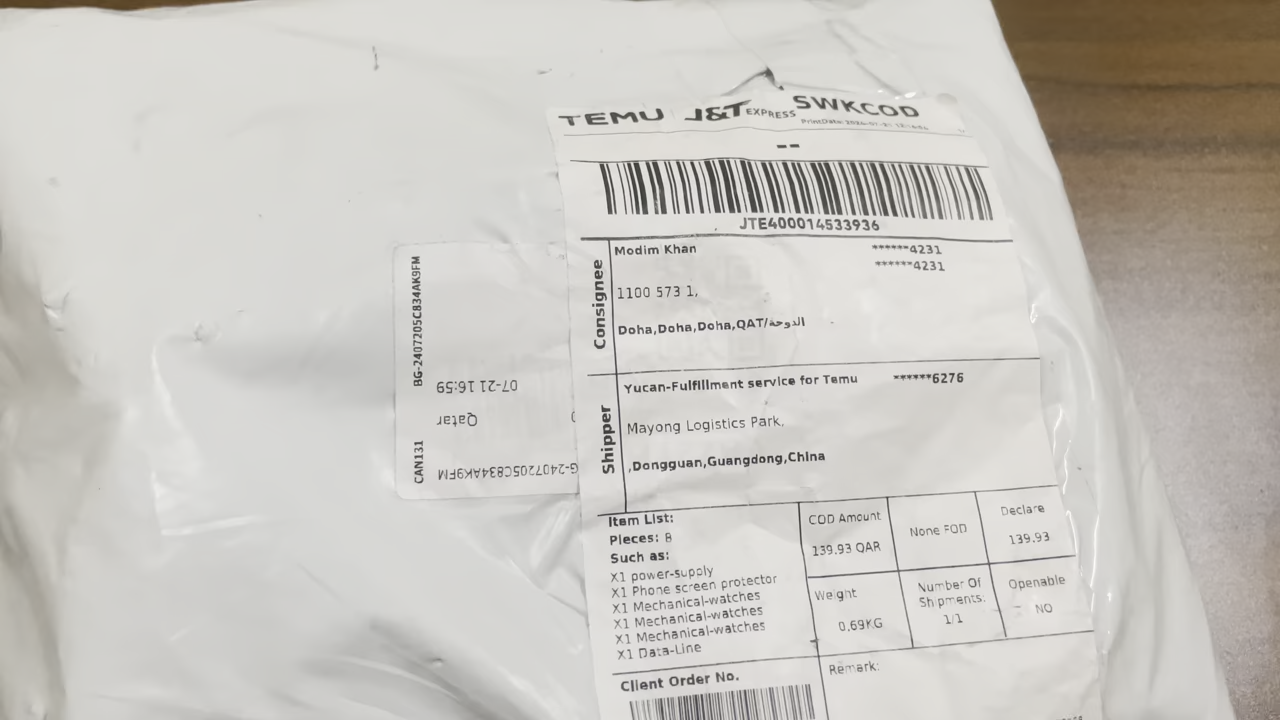 TEMU J&T EXPRESS SWKCOD
--
JTE400014533936
Consignee
Modim Khan ******4231
******4231
1100 573 1,
Doha,Doha,Doha,QAT/الدوحة
Shipper
Yucan-Fulfillment service for Temu ******6276
Mayong Logistics Park,
,Dongguan,Guangdong,China
Item List:
Pieces: 8
Such as:
X1 power-supply
X1 Phone screen protector
X1 Mechanical-watches
X1 Mechanical-watches
X1 Mechanical-watches
X1 Data-Line
COD Amount
139.93 QAR
None FOD
Declare
139.93
Weight
0.69KG
Number Of
Shipments:
1/1
Openable
NO
Client Order No.
Remark:
CAN131 BG-2407205C834AK9FM
G-2407205C834AK9FM
Qatar
07-21 16:59